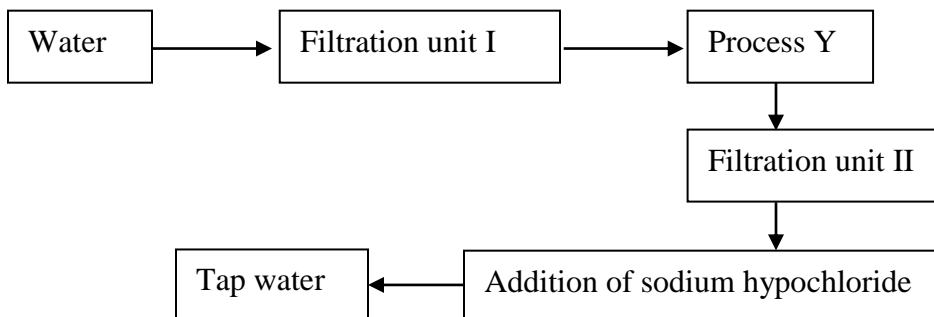 Water
Filtration unit I
Process Y
Filtration unit II
Addition of sodium hypochloride
Tap water